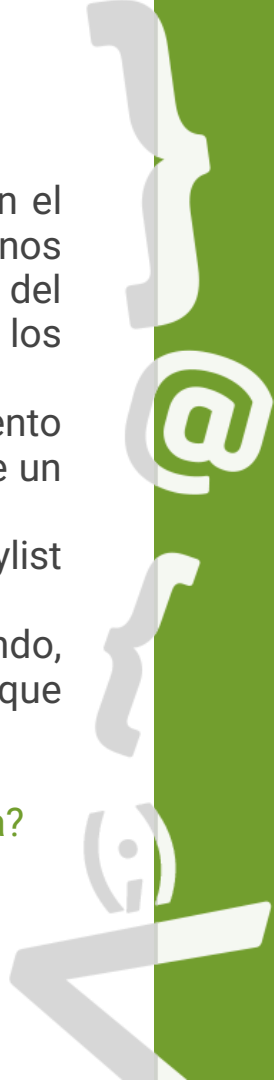 n el
nos
del
los
ento
e un
ylist
ndo,
que
a?
}
@
{
(;)
<